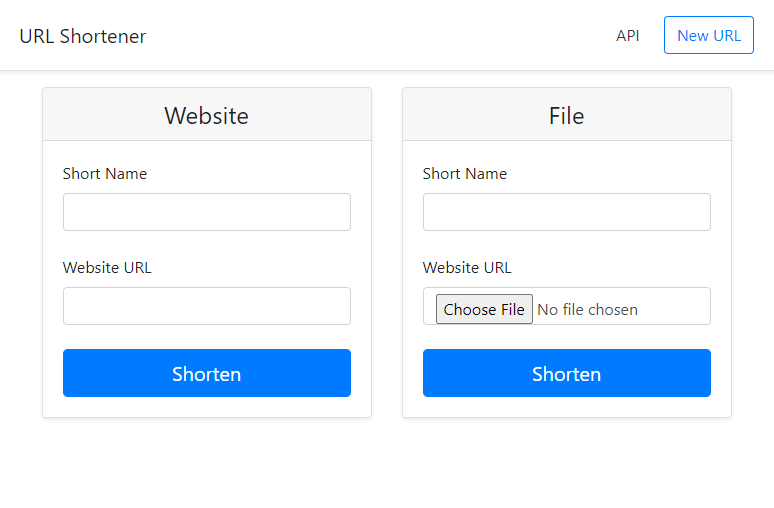 URL Shortener
API
New URL
Website
Short Name
Website URL
Shorten
File
Short Name
Website URL
Choose File No file chosen
Shorten